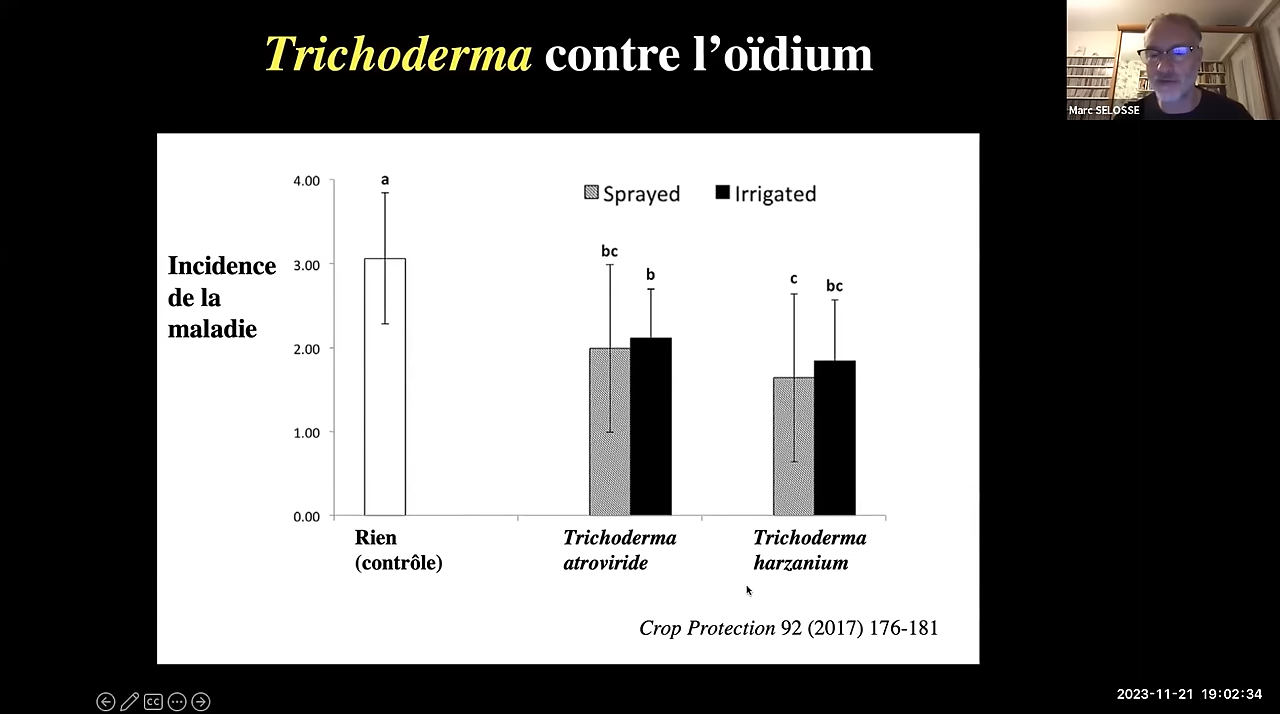 Trichoderma contre l’oïdium
Marc SELOSSE
Incidence
de la
maladie
4.00
3.00
2.00
1.00
0.00
Sprayed
Irrigated
a
bc
b
c
bc
Rien
(contrôle)
Trichoderma
atroviride
Trichoderma
harzanium
Crop Protection 92 (2017) 176-181
CC
2023-11-21 19:02:34